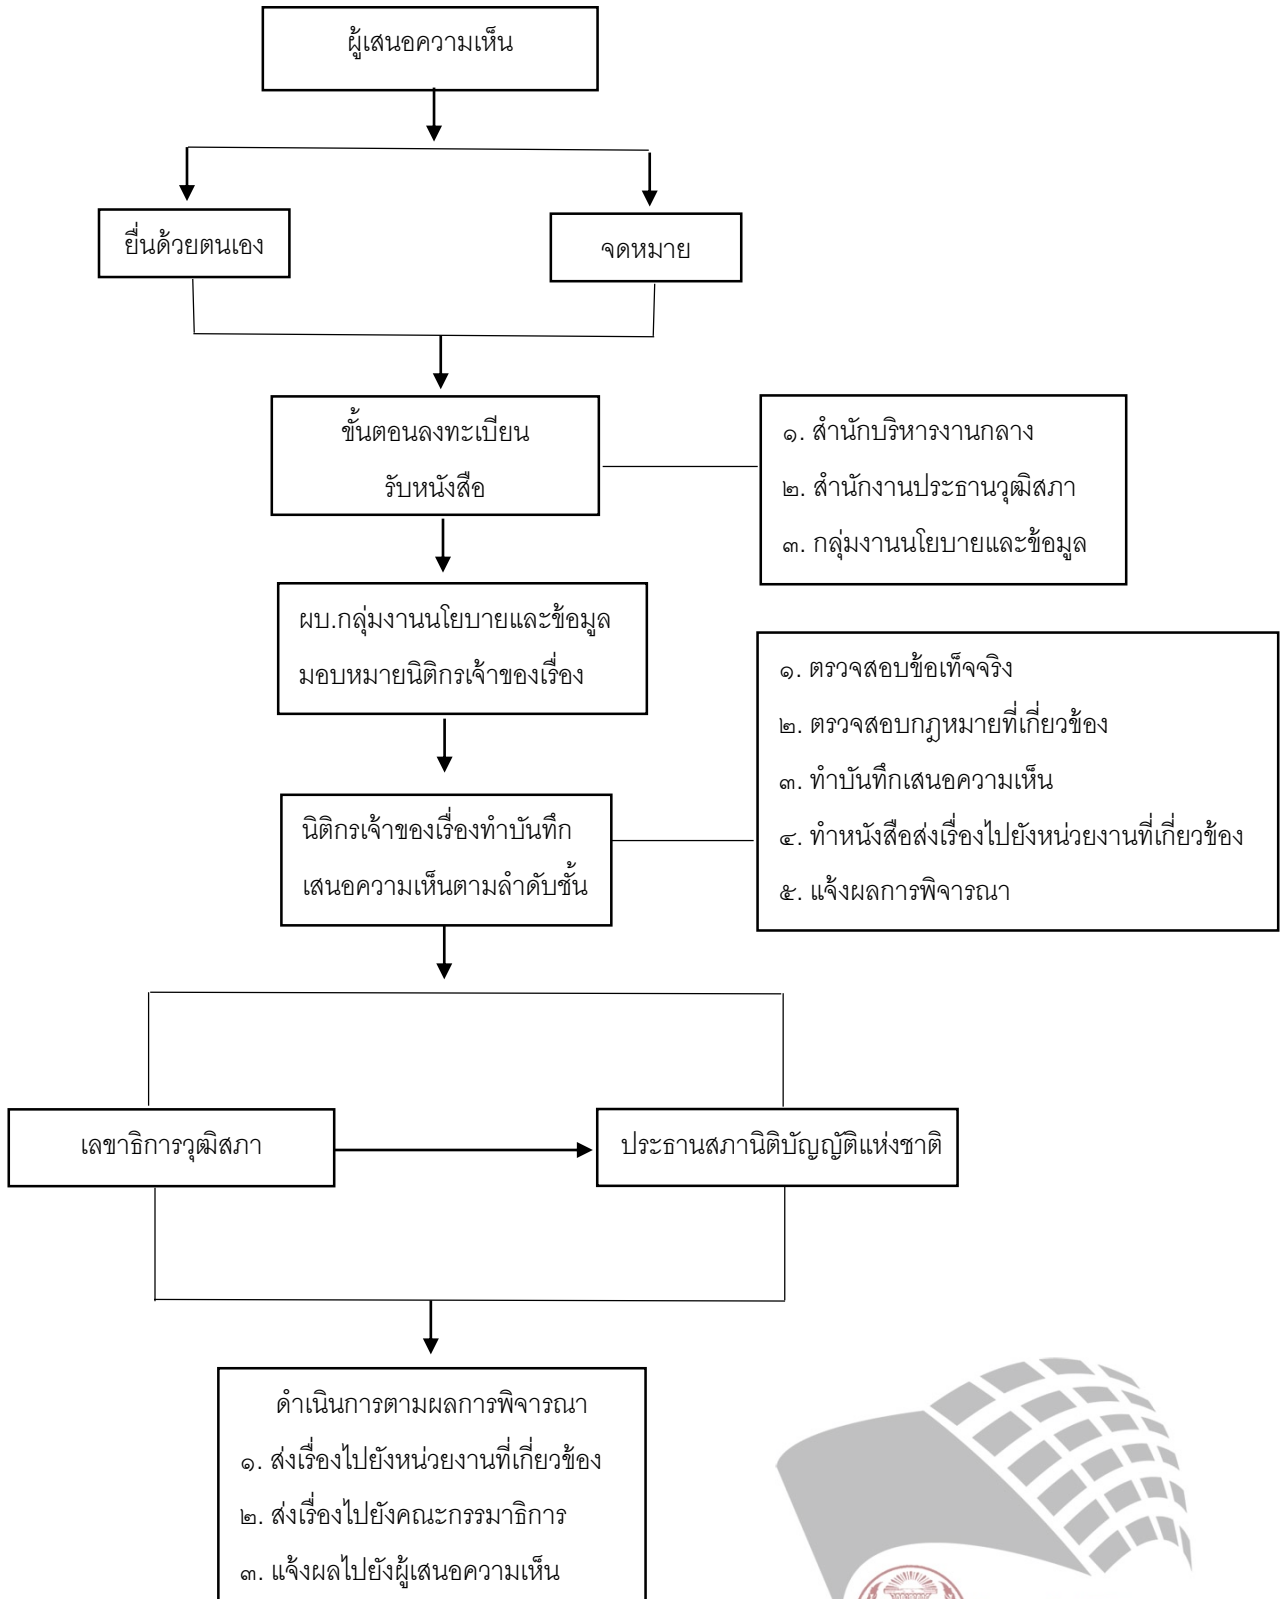 ผู้เสนอความเห็น
ยื่นด้วยตนเอง
จดหมาย
ขั้นตอนลงทะเบียน
รับหนังสือ
๑. สำนักบริหารงานกลาง
๒. สำนักงานประธานวุฒิสภา
๓. กลุ่มงานนโยบายและข้อมูล
ผบ.กลุ่มงานนโยบายและข้อมูล
มอบหมายนิติกรเจ้าของเรื่อง
๑. ตรวจสอบข้อเท็จจริง
๒. ตรวจสอบกฎหมายที่เกี่ยวข้อง
๓. ทำบันทึกเสนอความเห็น
๔. ทำหนังสือส่งเรื่องไปยังหน่วยงานที่เกี่ยวข้อง
๕. แจ้งผลการพิจารณา
นิติกรเจ้าของเรื่องทำบันทึก
เสนอความเห็นตามลำดับชั้น
เลขาธิการวุฒิสภา
ประธานสภานิติบัญญัติแห่งชาติ
ดำเนินการตามผลการพิจารณา
๑. ส่งเรื่องไปยังหน่วยงานที่เกี่ยวข้อง
๒. ส่งเรื่องไปยังคณะกรรมาธิการ
๓. แจ้งผลไปยังผู้เสนอความเห็น